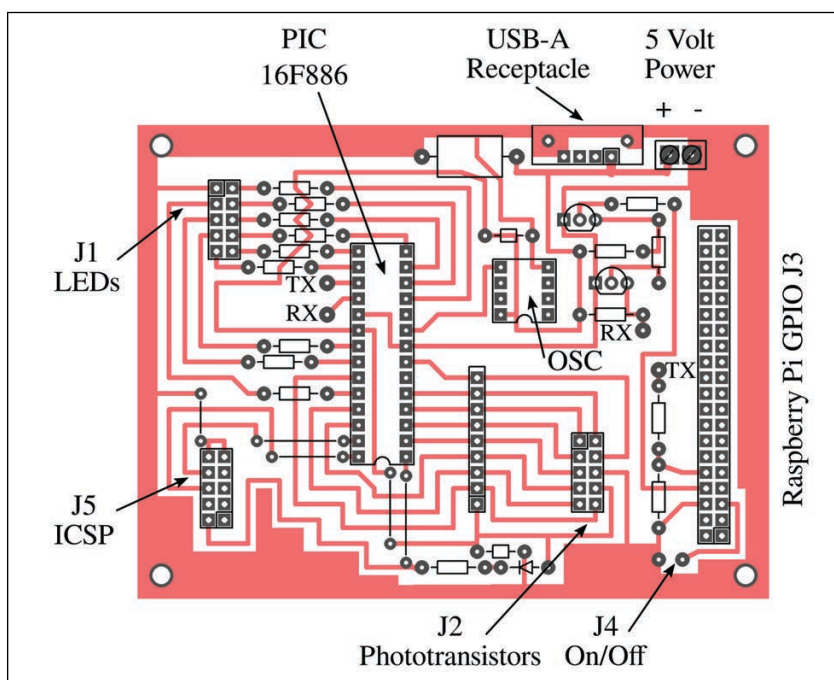 PIC
16F886
USB-A
Receptacle
5 Volt
Power
+ -
J1
LEDs
TX
RX
OSC
RX
TX
Raspberry Pi GPIO J3
J5
ICSP
J2
Phototransistors
J4
On/Off